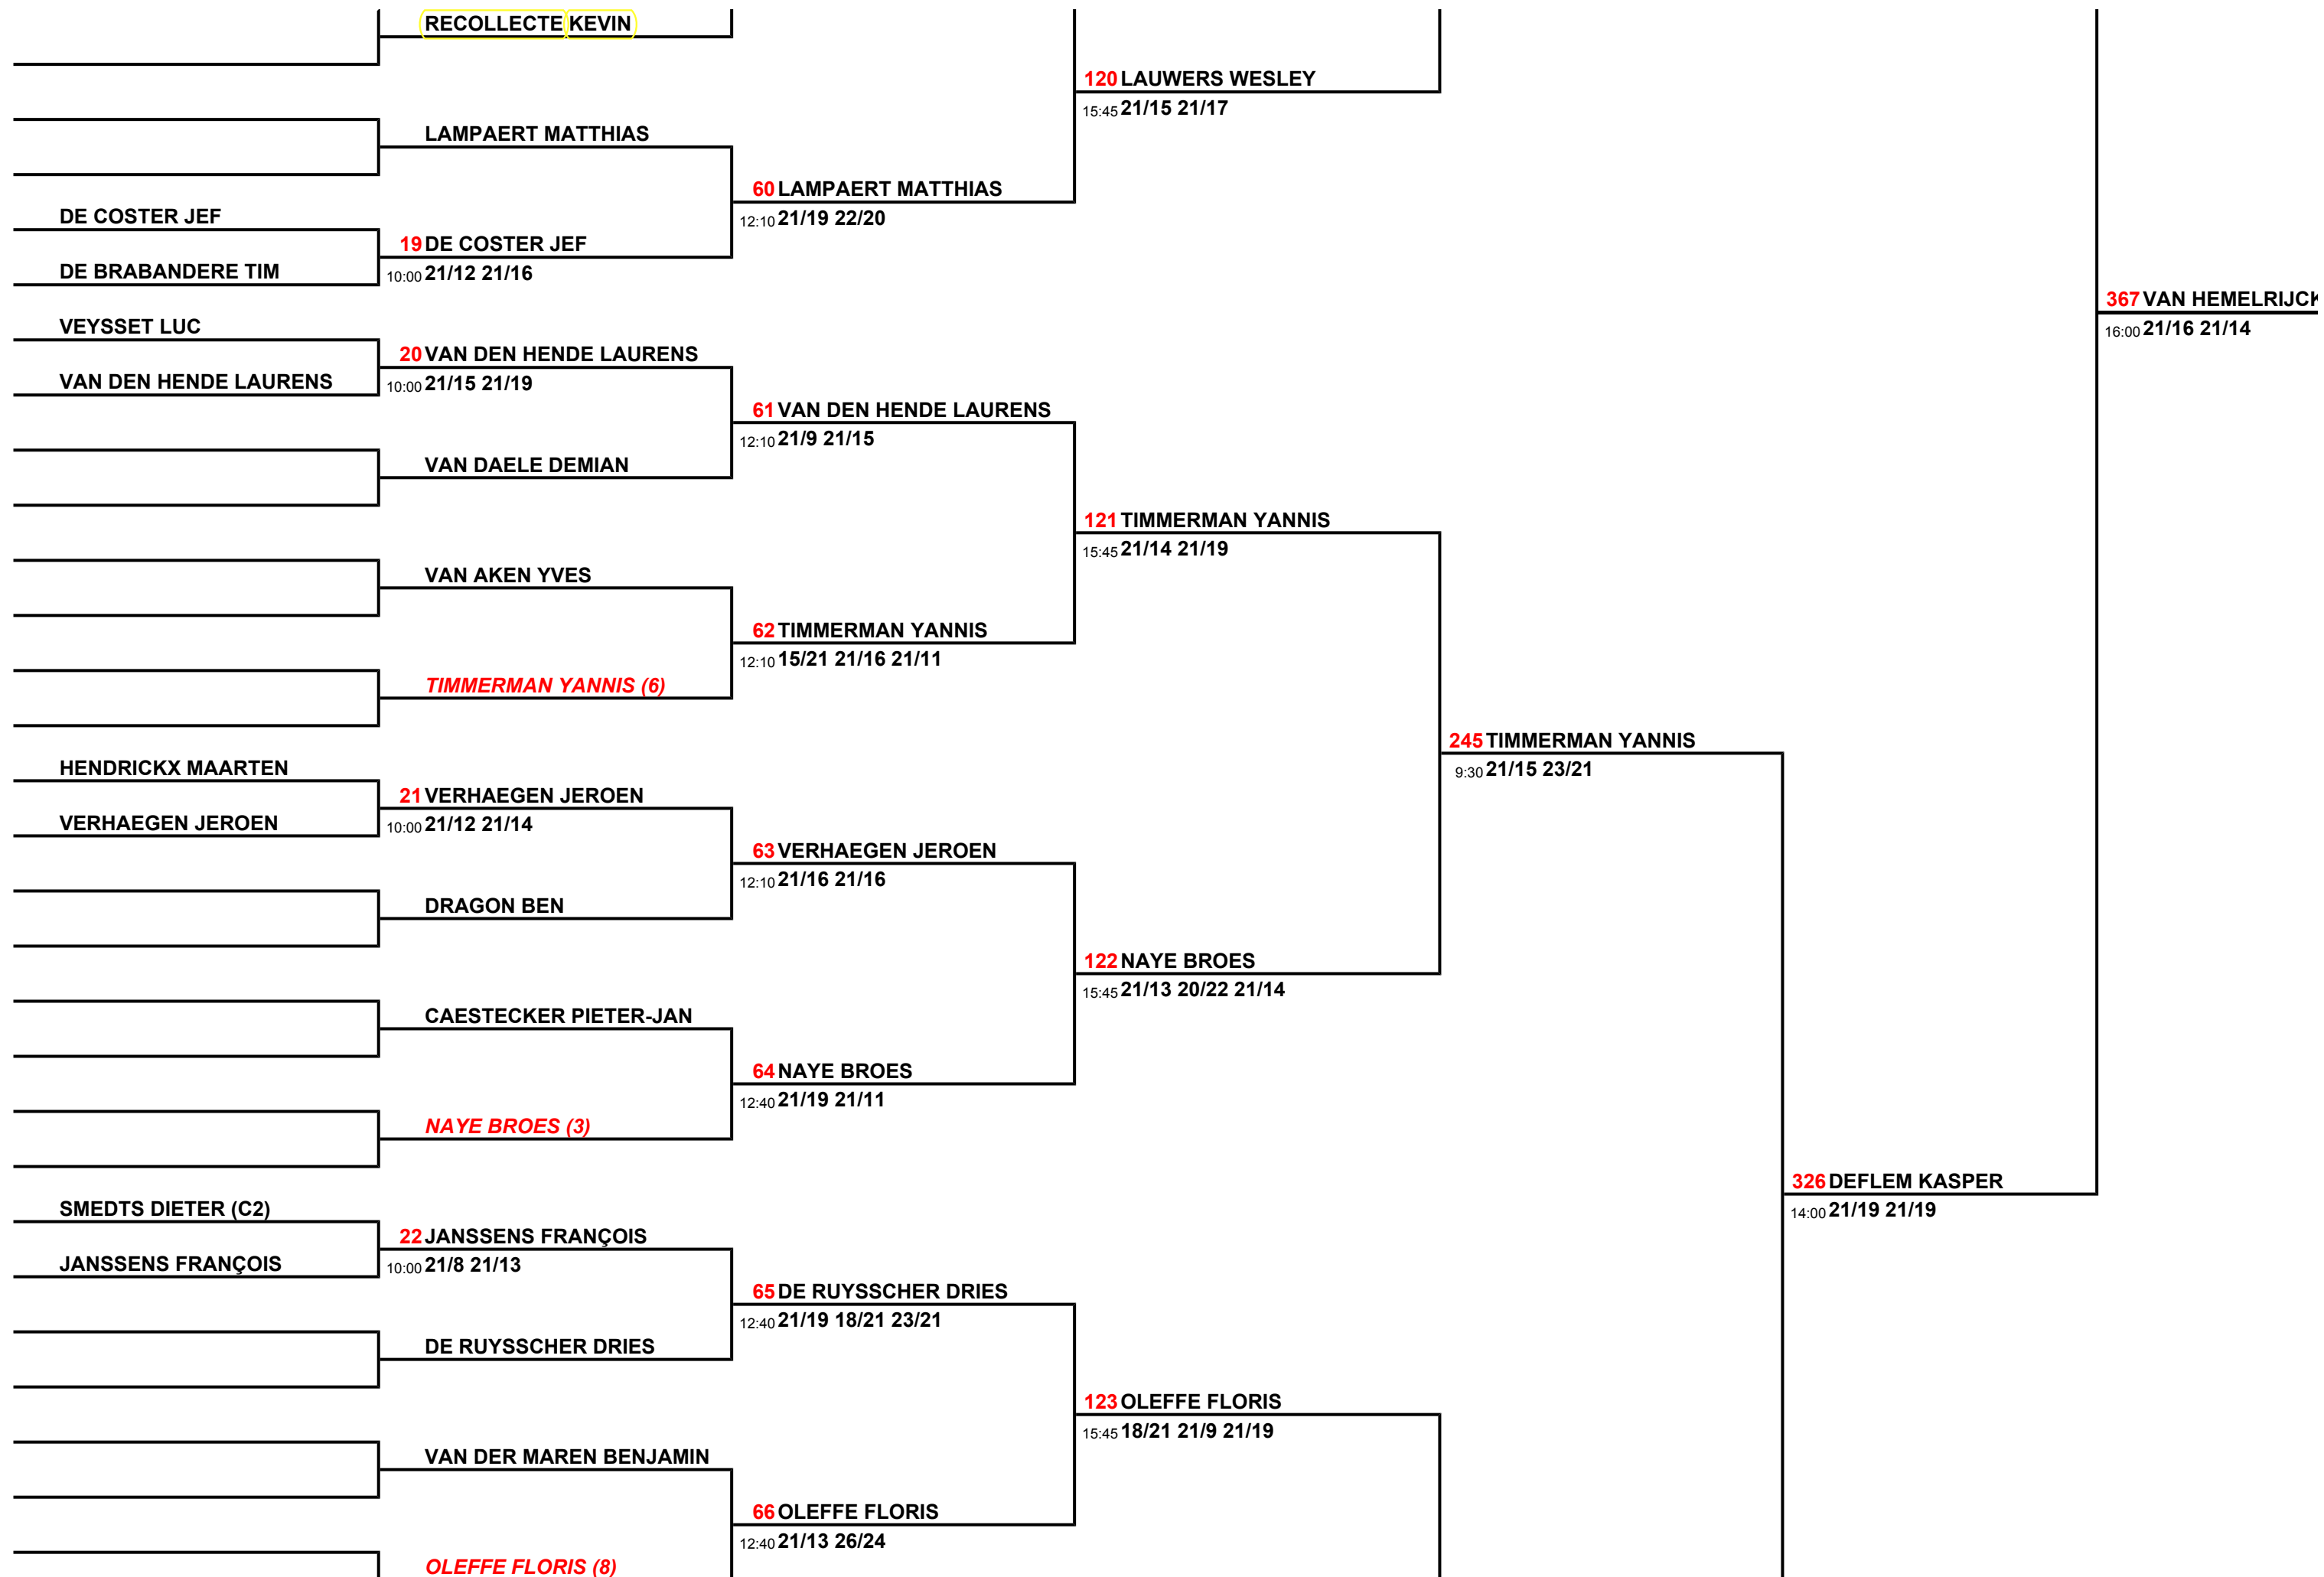 RECOLLECTE KEVIN
120 LAUWERS WESLEY
15:45 21/15 21/17
LAMPAERT MATTHIAS
60 LAMPAERT MATTHIAS
12:10 21/19 22/20
DE COSTER JEF
19 DE COSTER JEF
10:00 21/12 21/16
DE BRABANDERE TIM
367 VAN HEMELRIJCK
16:00 21/16 21/14
VEYSSET LUC
20 VAN DEN HENDE LAURENS
10:00 21/15 21/19
VAN DEN HENDE LAURENS
61 VAN DEN HENDE LAURENS
12:10 21/9 21/15
VAN DAELE DEMIAN
121 TIMMERMAN YANNIS
15:45 21/14 21/19
VAN AKEN YVES
62 TIMMERMAN YANNIS
12:10 15/21 21/16 21/11
TIMMERMAN YANNIS (6)
245 TIMMERMAN YANNIS
9:30 21/15 23/21
HENDRICKX MAARTEN
21 VERHAEGEN JEROEN
10:00 21/12 21/14
VERHAEGEN JEROEN
63 VERHAEGEN JEROEN
12:10 21/16 21/16
DRAGON BEN
122 NAYE BROES
15:45 21/13 20/22 21/14
CAESTECKER PIETER-JAN
64 NAYE BROES
12:40 21/19 21/11
NAYE BROES (3)
326 DEFLEM KASPER
14:00 21/19 21/19
SMEDTS DIETER (C2)
22 JANSSENS FRANÇOIS
10:00 21/8 21/13
JANSSENS FRANÇOIS
65 DE RUYSSCHER DRIES
12:40 21/19 18/21 23/21
DE RUYSSCHER DRIES
123 OLEFFE FLORIS
15:45 18/21 21/9 21/19
VAN DER MAREN BENJAMIN
66 OLEFFE FLORIS
12:40 21/13 26/24
OLEFFE FLORIS (8)